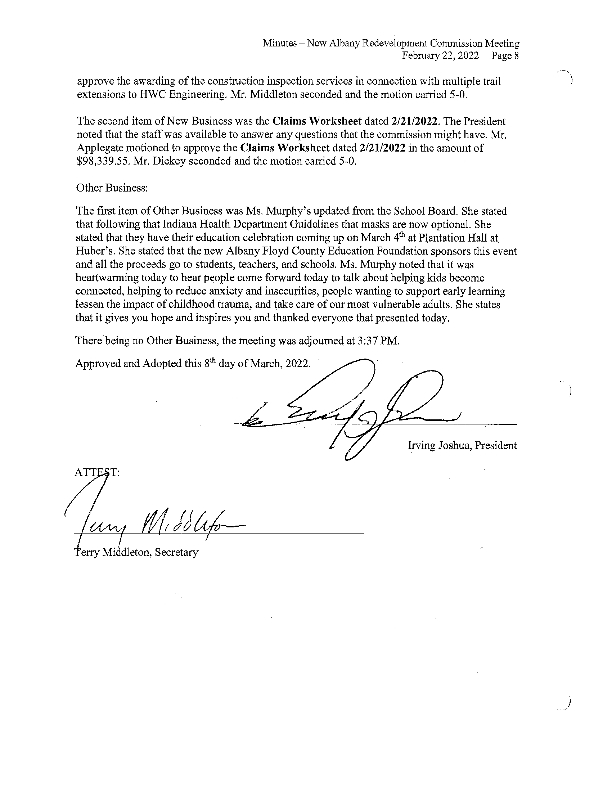 Minutes – New Albany Redevelopment Commission Meeting
February 22, 2022 Page 8
approve the awarding of the construction inspection services in connection with multiple trail
extensions to HWC Engineering. Mr. Middleton seconded and the motion carried 5-0.
The second item of New Business was the Claims Worksheet dated 2/21/2022. The President
noted that the staff was available to answer any questions that the commission might have. Mr.
Applegate motioned to approve the Claims Worksheet dated 2/21/2022 in the amount of
$98,339.55. Mr. Dickey seconded and the motion carried 5-0.
Other Business:
The first item of Other Business was Ms. Murphy's updated from the School Board. She stated
that following that Indiana Health Department Guidelines that masks are now optional. She
stated that they have their education celebration coming up on March 4th at Plantation Hall at
Huber's. She stated that the new Albany Floyd County Education Foundation sponsors this event
and all the proceeds go to students, teachers, and schools. Ms. Murphy noted that it was
heartwarming today to hear people come forward today to talk about helping kids become
connected, helping to reduce anxiety and insecurities, people wanting to support early learning
lessen the impact of childhood trauma, and take care of our most vulnerable adults. She states
that it gives you hope and inspires you and thanked everyone that presented today.
There being no Other Business, the meeting was adjourned at 3:37 PM.
Approved and Adopted this 8th day of March, 2022.
Irving Joshua, President
ATTEST:
Terry Middleton
Terry Middleton, Secretary